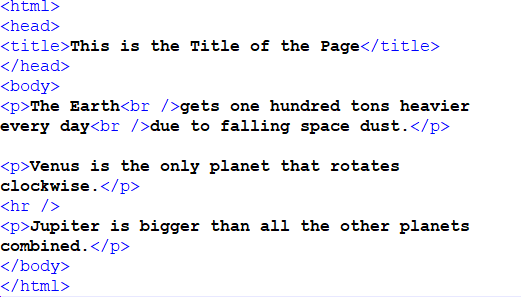 <html>
<head>
<title>This is the Title of the Page</title>
</head>
<body>
<p>The Earth<br />gets one hundred tons heavier
every day<br />due to falling space dust.</p>
<p>Venus is the only planet that rotates
clockwise.</p>
<hr />
<p>Jupiter is bigger than all the other planets
combined.</p>
</body>
</html>